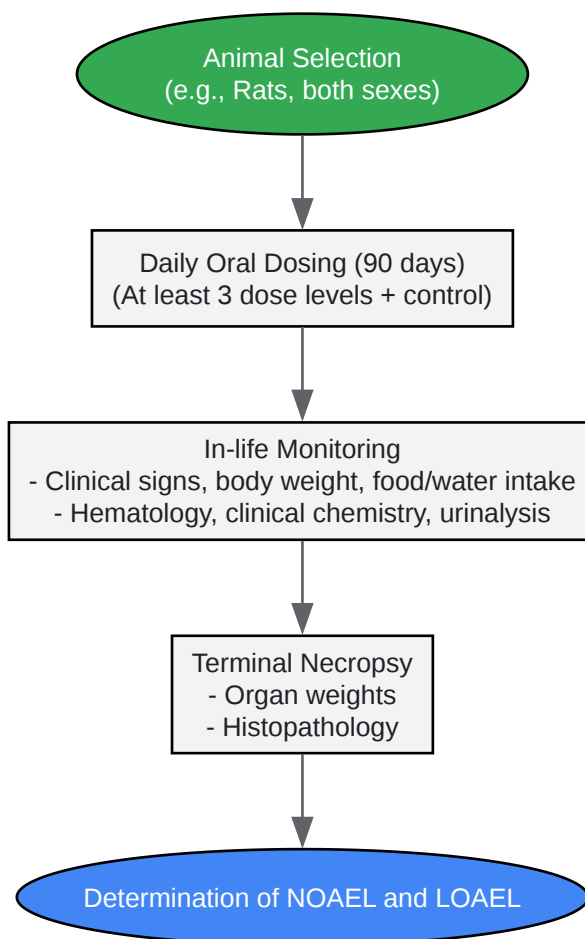 Animal Selection
(e.g., Rats, both sexes)
Daily Oral Dosing (90 days)
(At least 3 dose levels + control)
In-life Monitoring
- Clinical signs, body weight, food/water intake
- Hematology, clinical chemistry, urinalysis
Terminal Necropsy
- Organ weights
- Histopathology
Determination of NOAEL and LOAEL